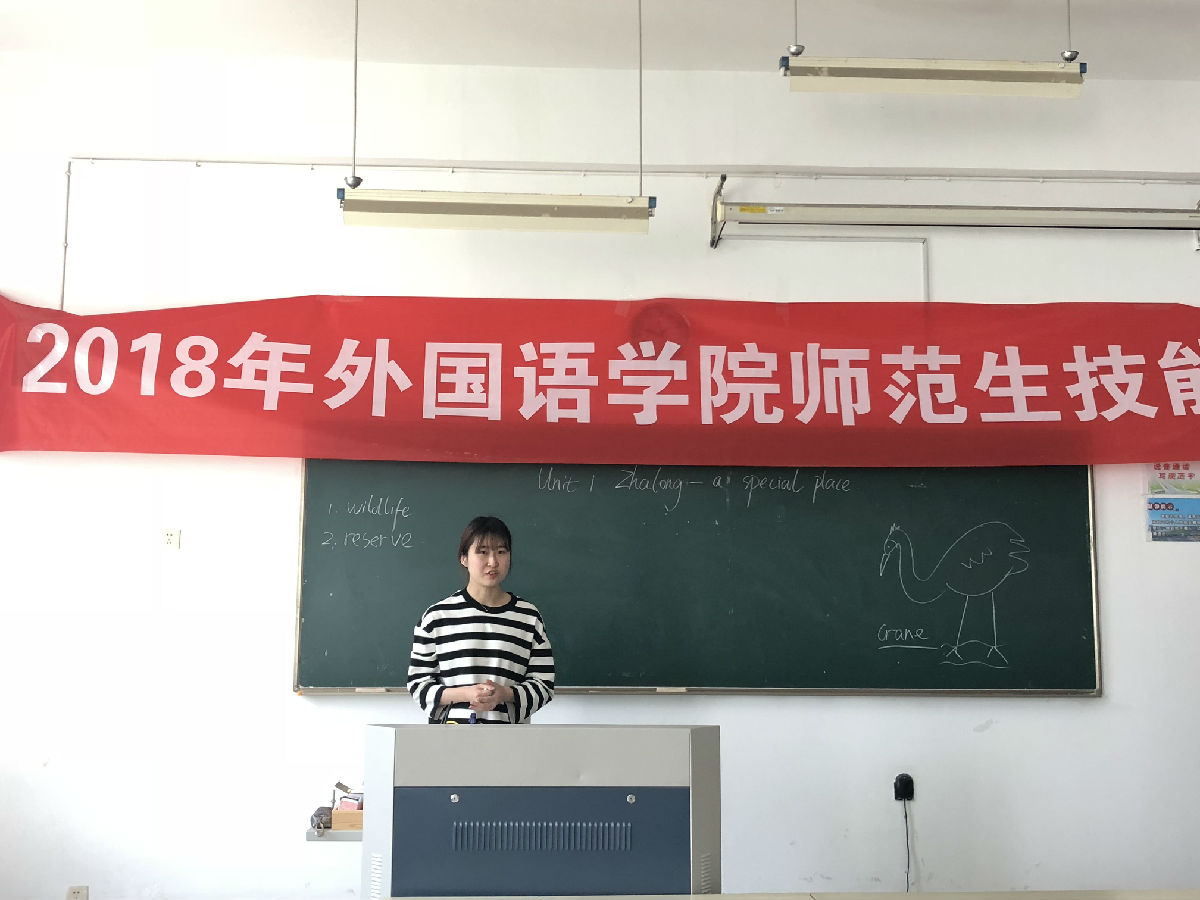 2018年外国语学院师范生技能
Unit 1 Zhalong — a special place
1. wildlife
2. reserve
crane